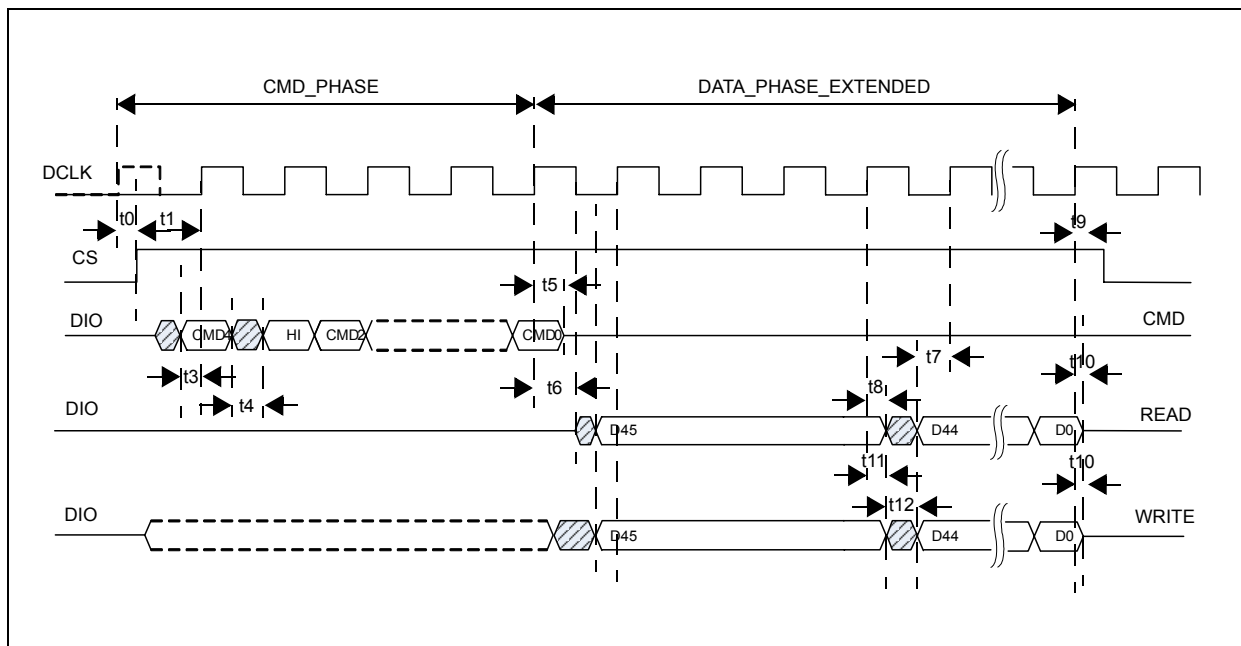 CMD_PHASE DATA_PHASE_EXTENDED
DCLK
t0 t1 t9
CS
t5
DIO CMD4 HI CMD2 CMD0 CMD
t7
t3 t6 t8 t10
t4
DIO D45 D44 D0 READ
t11 t10
t12
DIO D45 D44 D0 WRITE